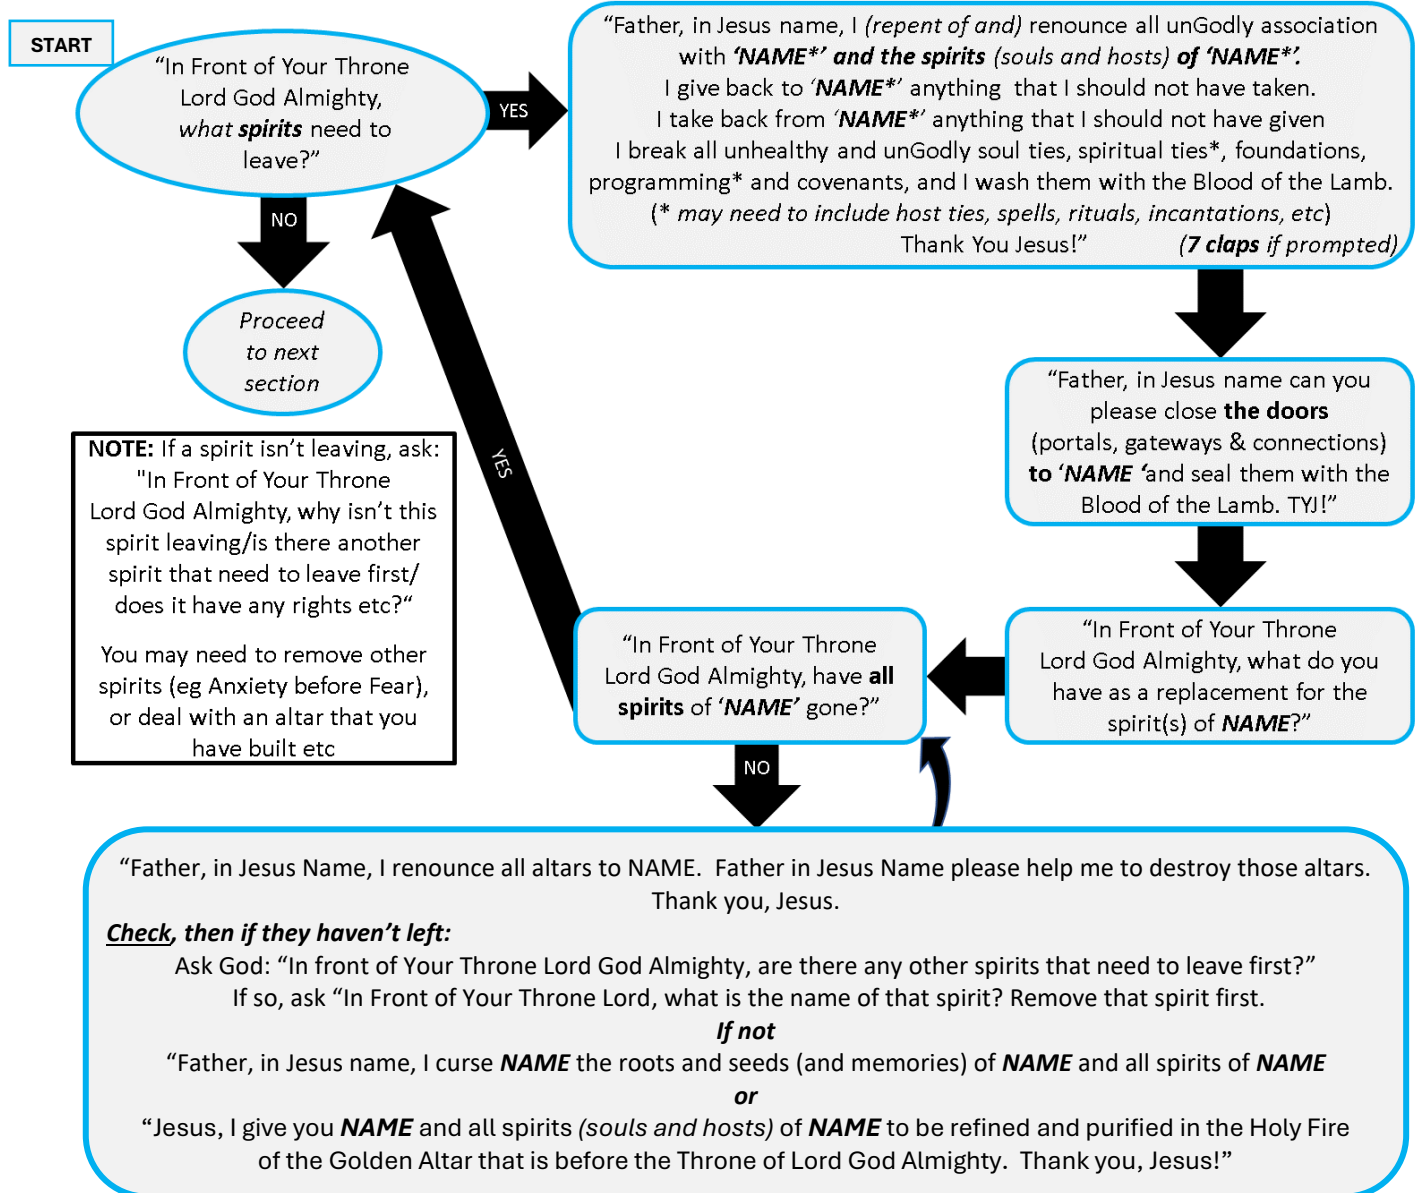 START
“In Front of Your Throne
Lord God Almighty,
what spirits need to
leave?”
YES
“Father, in Jesus name, I (repent of and) renounce all unGodly association
with ‘NAME*’ and the spirits (souls and hosts) of ‘NAME*’.
I give back to ‘NAME*’ anything that I should not have taken.
I take back from ‘NAME*’ anything that I should not have given
I break all unhealthy and unGodly soul ties, spiritual ties*, foundations,
programming* and covenants, and I wash them with the Blood of the Lamb.
(* may need to include host ties, spells, rituals, incantations, etc)
Thank You Jesus!” (7 claps if prompted)
NO
Proceed
to next
section
“Father, in Jesus name can you
please close the doors
(portals, gateways & connections)
to ‘NAME ‘and seal them with the
Blood of the Lamb. TYJ!”
“In Front of Your Throne
Lord God Almighty, what do you
have as a replacement for the
spirit(s) of NAME?”
“In Front of Your Throne
Lord God Almighty, have all
spirits of ‘NAME’ gone?”
YES
NO
NOTE: If a spirit isn’t leaving, ask:
"In Front of Your Throne
Lord God Almighty, why isn’t this
spirit leaving/is there another
spirit that need to leave first/
does it have any rights etc?“
You may need to remove other
spirits (eg Anxiety before Fear),
or deal with an altar that you
have built etc
“Father, in Jesus Name, I renounce all altars to NAME. Father in Jesus Name please help me to destroy those altars.
Thank you, Jesus.
Check, then if they haven’t left:
Ask God: “In front of Your Throne Lord God Almighty, are there any other spirits that need to leave first?”
If so, ask “In Front of Your Throne Lord, what is the name of that spirit? Remove that spirit first.
If not
“Father, in Jesus name, I curse NAME the roots and seeds (and memories) of NAME and all spirits of NAME
or
“Jesus, I give you NAME and all spirits (souls and hosts) of NAME to be refined and purified in the Holy Fire
of the Golden Altar that is before the Throne of Lord God Almighty. Thank you, Jesus!”